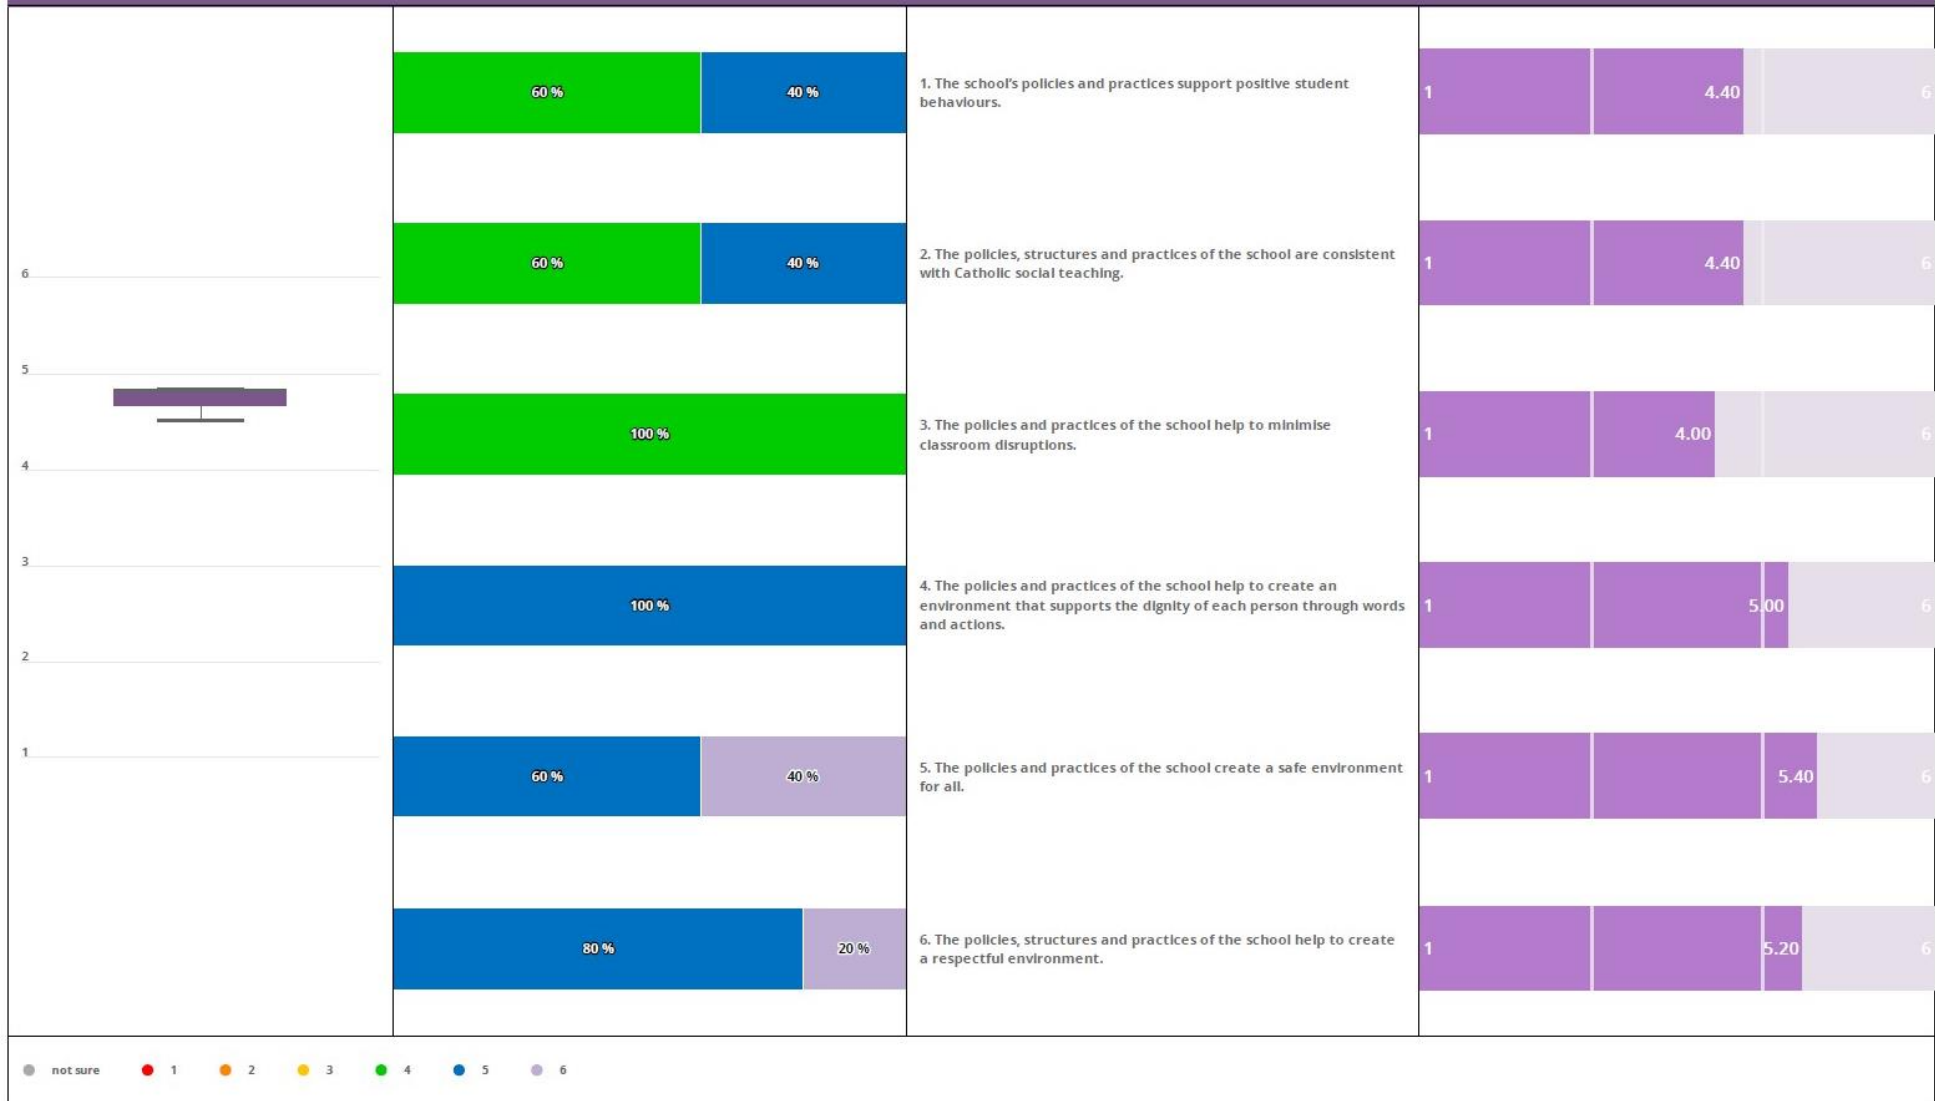 6
5
4
3
2
1
60 %
40 %
1. The school's policies and practices support positive student
behaviours.
1
4.40
6
60 %
40 %
2. The policies, structures and practices of the school are consistent
with Catholic social teaching.
1
4.40
6
100 %
3. The policies and practices of the school help to minimise
classroom disruptions.
1
4.00
6
100 %
4. The policies and practices of the school help to create an
environment that supports the dignity of each person through words
and actions.
1
5.00
6
60 %
40 %
5. The policies and practices of the school create a safe environment
for all.
1
5.40
6
80 %
20 %
6. The policies, structures and practices of the school help to create
a respectful environment.
1
5.20
6
not sure
1
2
3
4
5
6